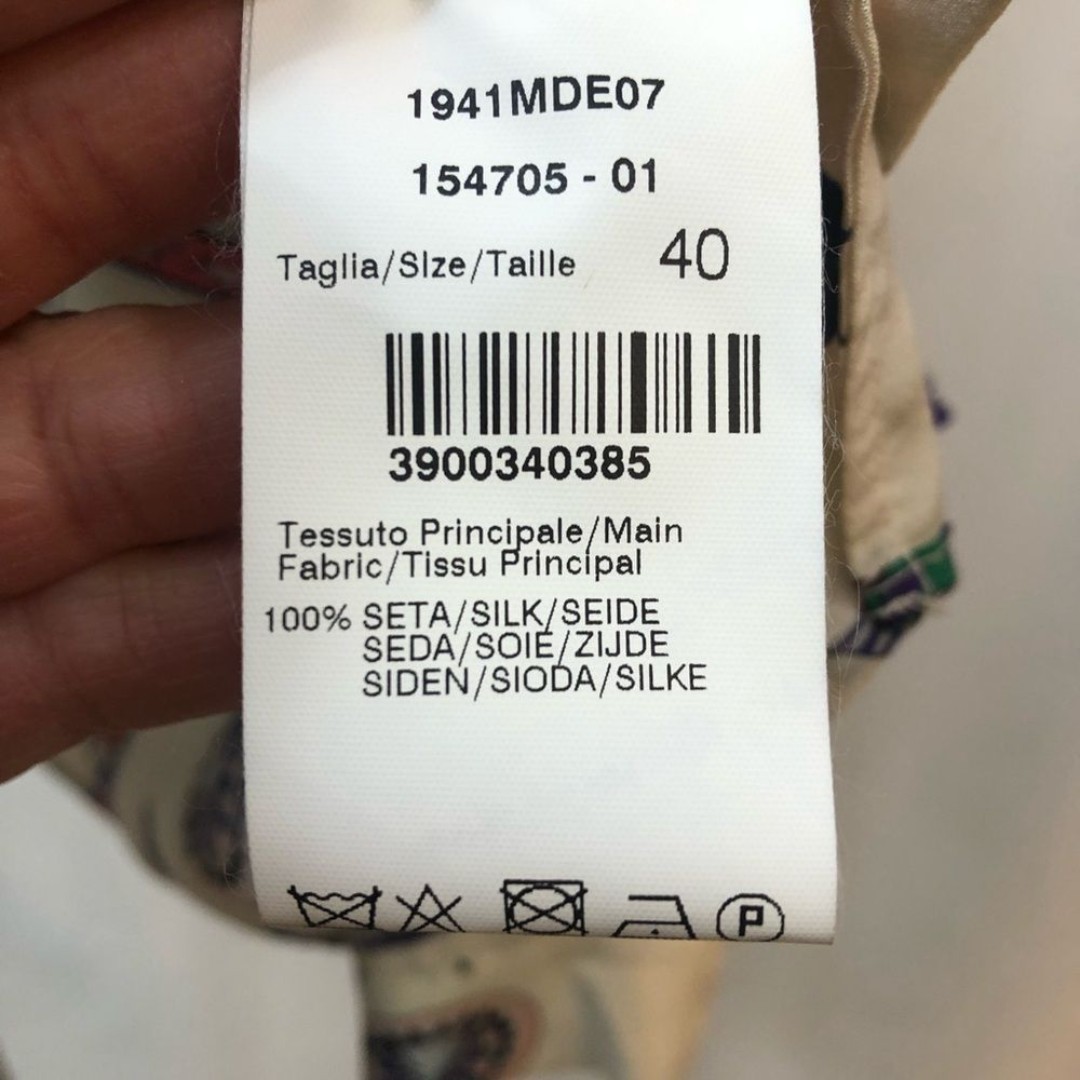 1941MDE07
154705 - 01
Taglia/SIze/Taille 40
3900340385
Tessuto Principale/Main
Fabric/Tissu Principal
100% SETA/SILK/SEIDE
SEDA/SOIE/ZIJDE
SIDEN/SIODA/SILKE
P